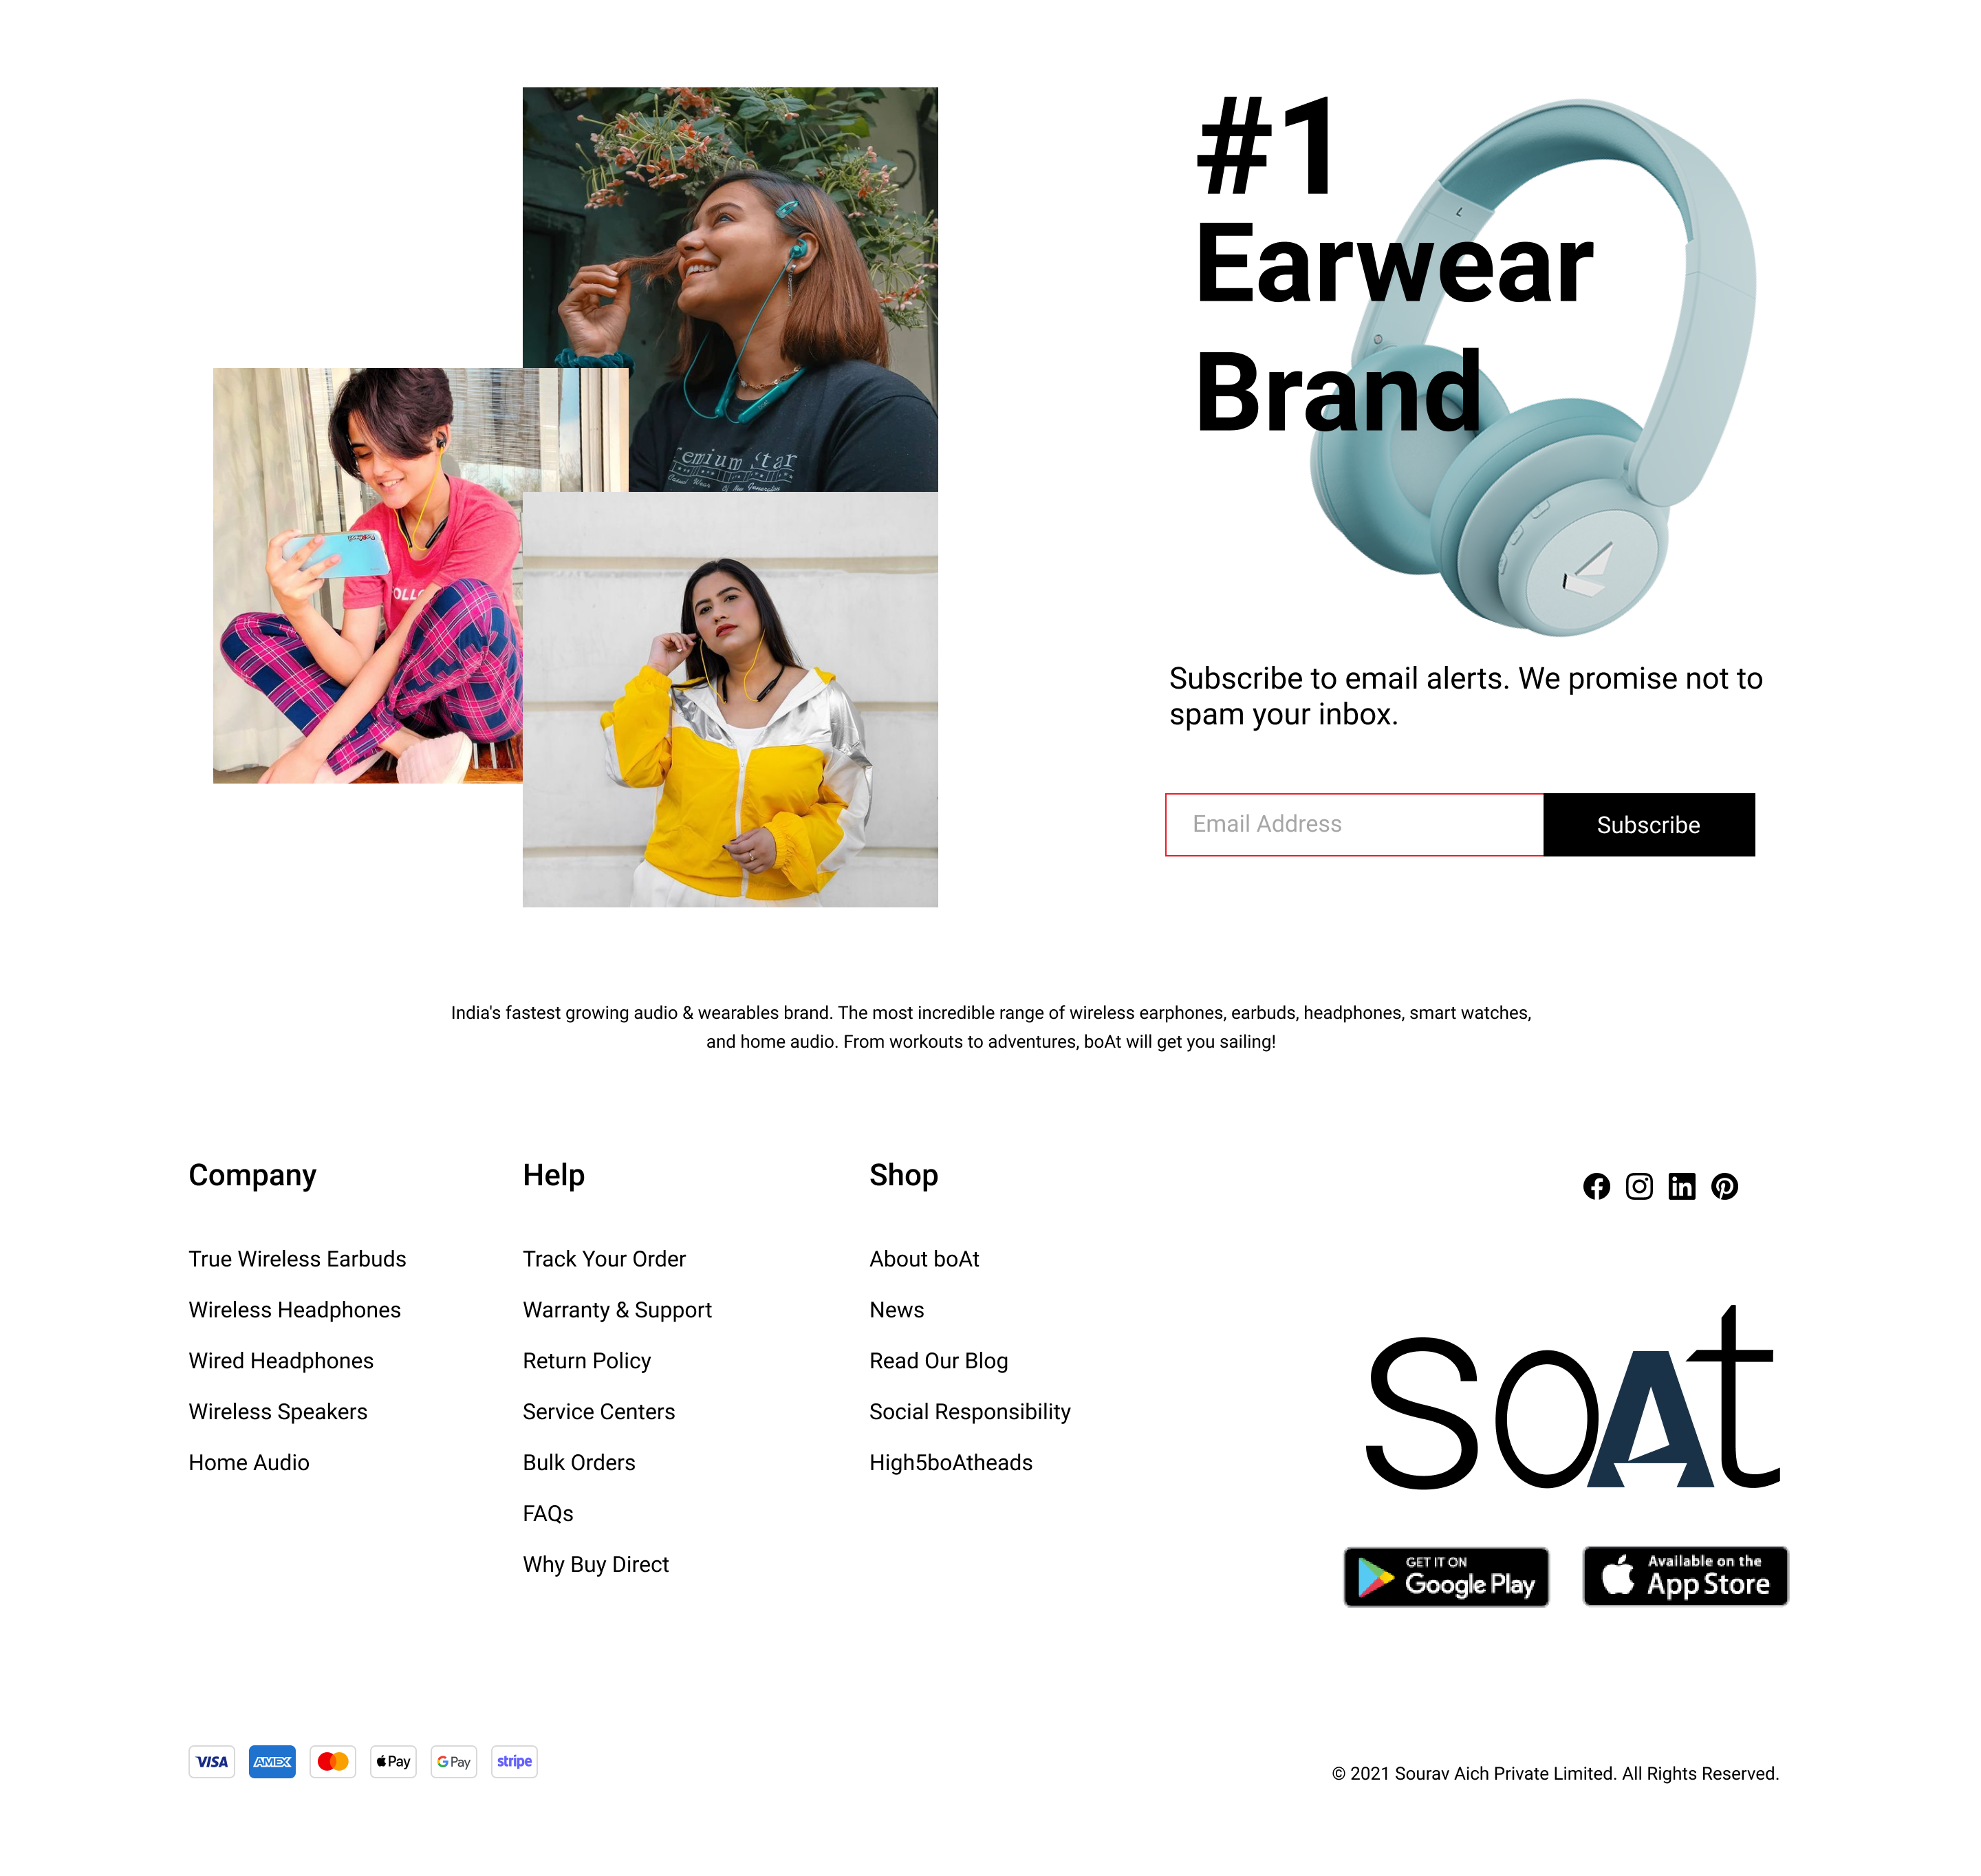 #1
Earwear
Brand
L
Subscribe to email alerts. We promise not to
spam your inbox.
Email Address
Subscribe
India's fastest growing audio & wearables brand. The most incredible range of wireless earphones, earbuds, headphones, smart watches,
and home audio. From workouts to adventures, boAt will get you sailing!
Company
True Wireless Earbuds
Wireless Headphones
Wired Headphones
Wireless Speakers
Home Audio
Help
Track Your Order
Warranty & Support
Return Policy
Service Centers
Bulk Orders
FAQs
Why Buy Direct
Shop
About boAt
News
Read Our Blog
Social Responsibility
High5boAtheads
in
SoAt
GET IT ON
Google Play
Available on the
App Store
VISA
AMEX
Pay
G Pay
stripe
© 2021 Sourav Aich Private Limited. All Rights Reserved.